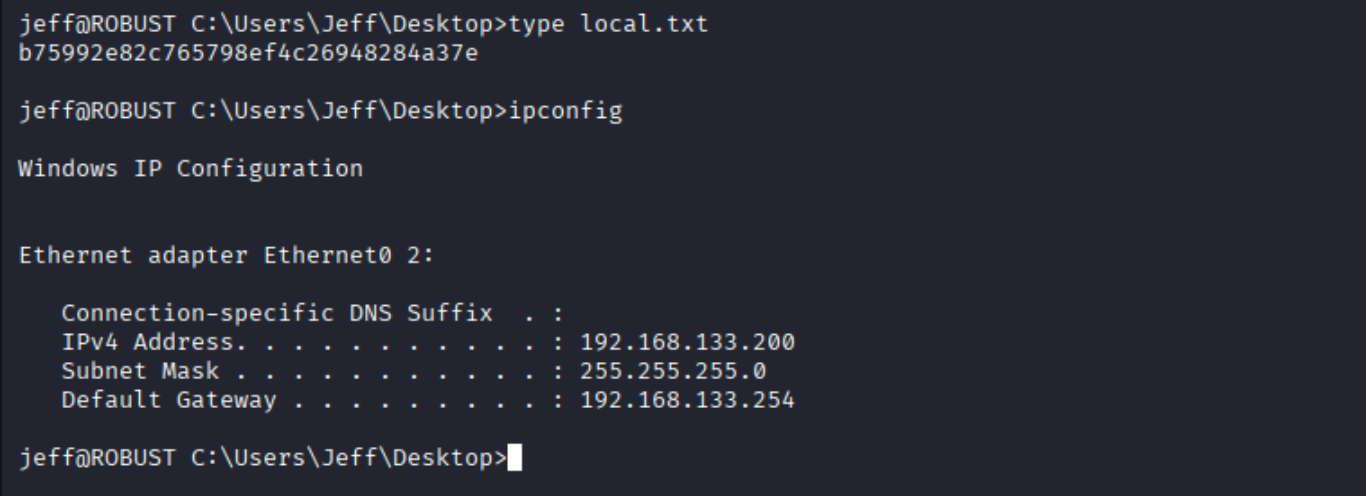 jeff@ROBUST C:\Users\Jeff\Desktop>type local.txt
b75992e82c765798ef4c26948284a37e
jeff@ROBUST C:\Users\Jeff\Desktop>ipconfig
Windows IP Configuration
Ethernet adapter Ethernet0 2:
Connection-specific DNS Suffix  . :
IPv4 Address. . . . . . . . . . . : 192.168.133.200
Subnet Mask . . . . . . . . . . . : 255.255.255.0
Default Gateway . . . . . . . . . : 192.168.133.254
jeff@ROBUST C:\Users\Jeff\Desktop>